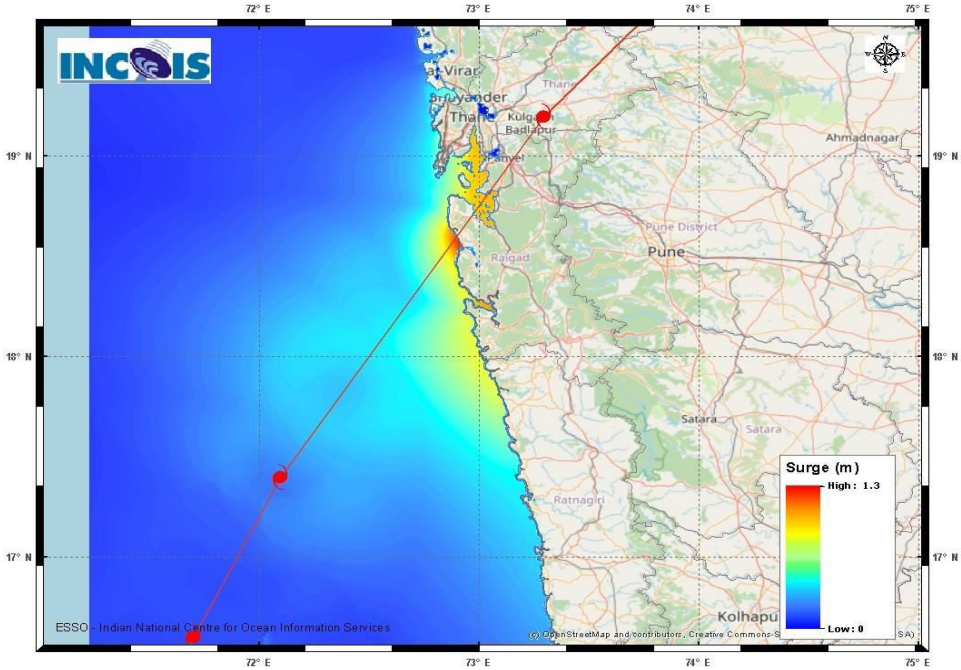 72° E 73° E 74° E 75° E
INCOIS
Virar
Bhayander
Thane
Thane
Kulgaon
Badlapur
Ahmadnagar
19° N 19° N
Panvel
Pune District
Pune
Raigad
18° N 18° N
Satara
Satara
Surge (m)
High : 1.3
Ratnagiri
17° N 17° N
Kolhapu
Low : 0
ESSO - Indian National Centre for Ocean Information Services
(c) OpenStreetMap and contributors, Creative Commons-S SA)
72° E 73° E 74° E 75° E
N
W E
S